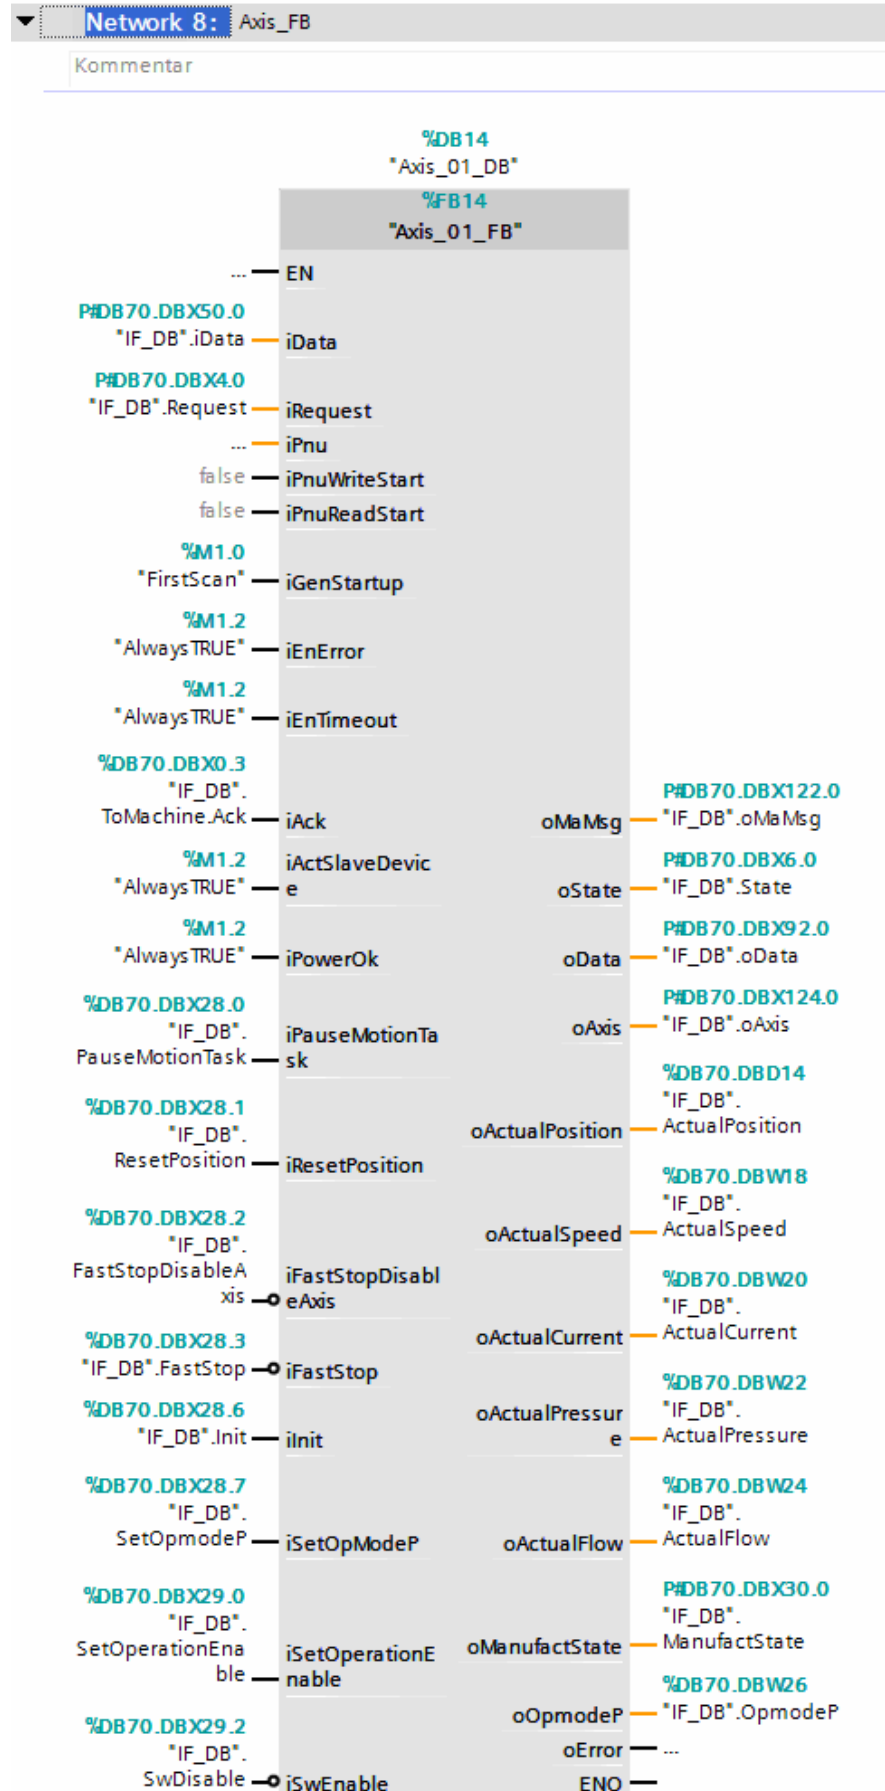 Network 8: Axis_FB
Kommentar
%DB14
"Axis_01_DB"
%FB14
"Axis_01_FB"
... EN
P#DB70.DBX50.0
"IF_DB".iData iData
P#DB70.DBX4.0
"IF_DB".Request iRequest
... iPnu
false iPnuWriteStart
false iPnuReadStart
%M1.0
"FirstScan" iGenStartup
%M1.2
"AlwaysTRUE" iEnError
%M1.2
"AlwaysTRUE" iEnTimeout
%DB70.DBX0.3
"IF_DB".
ToMachine.Ack iAck
%M1.2
"AlwaysTRUE" iActSlaveDevic
e
%M1.2
"AlwaysTRUE" iPowerOk
%DB70.DBX28.0
"IF_DB".
PauseMotionTask iPauseMotionTa
sk
%DB70.DBX28.1
"IF_DB".
ResetPosition iResetPosition
%DB70.DBX28.2
"IF_DB".
FastStopDisableA
xis iFastStopDisabl
eAxis
%DB70.DBX28.3
"IF_DB".FastStop iFastStop
%DB70.DBX28.6
"IF_DB".Init iInit
%DB70.DBX28.7
"IF_DB".
SetOpmodeP iSetOpModeP
%DB70.DBX29.0
"IF_DB".
SetOperationEna
ble iSetOperationE
nable
%DB70.DBX29.2
"IF_DB".
SwDisable iSwEnable
P#DB70.DBX122.0
oMaMsg "IF_DB".oMaMsg
P#DB70.DBX6.0
oState "IF_DB".State
P#DB70.DBX92.0
oData "IF_DB".oData
P#DB70.DBX124.0
oAxis "IF_DB".oAxis
%DB70.DBD14
"IF_DB".
oActualPosition ActualPosition
%DB70.DBW18
"IF_DB".
oActualSpeed ActualSpeed
%DB70.DBW20
"IF_DB".
oActualCurrent ActualCurrent
%DB70.DBW22
oActualPressur "IF_DB".
e ActualPressure
%DB70.DBW24
"IF_DB".
oActualFlow ActualFlow
P#DB70.DBX30.0
"IF_DB".
oManufactState ManufactState
%DB70.DBW26
oOpmodeP "IF_DB".OpmodeP
oError ...
ENO